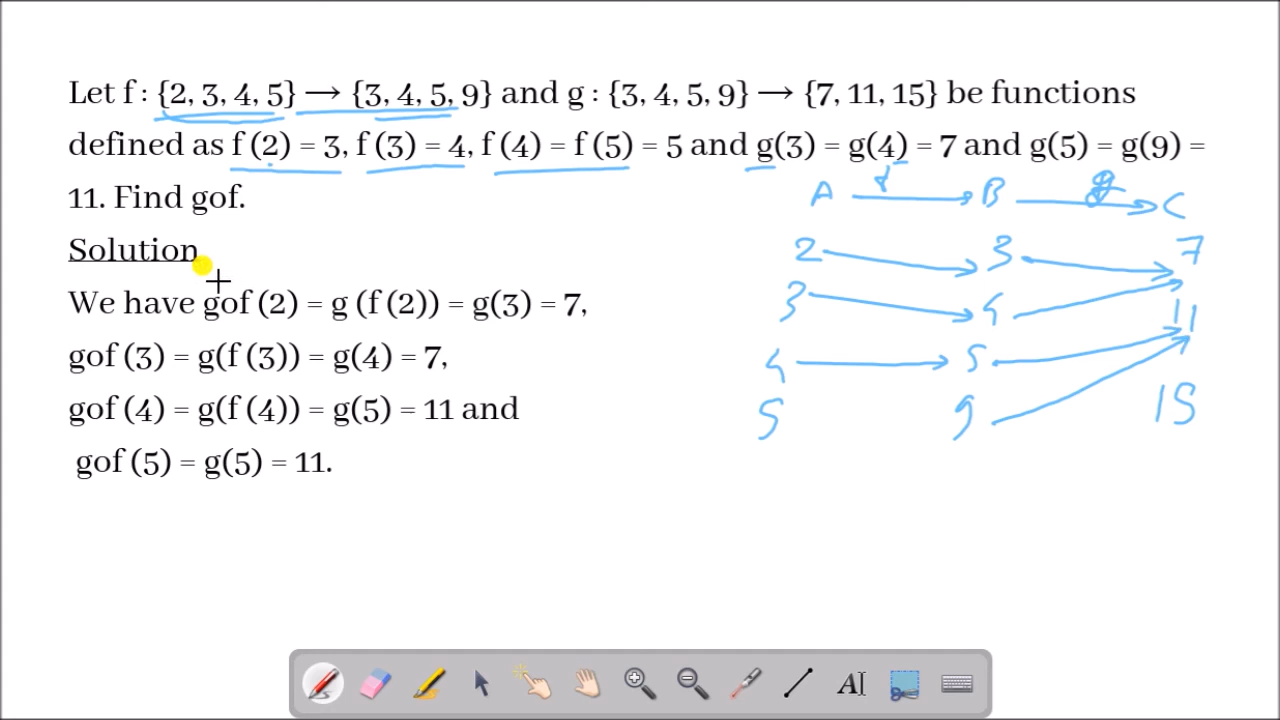 Let f : {2, 3, 4, 5} → {3, 4, 5, 9} and g : {3, 4, 5, 9} → {7, 11, 15} be functions
defined as f (2) = 3, f (3) = 4, f (4) = f (5) = 5 and g(3) = g(4) = 7 and g(5) = g(9) =
11. Find gof.
A f B g C
Solution
2 3 7
We have gof (2) = g (f (2)) = g(3) = 7,
3 4 11
gof (3) = g(f (3)) = g(4) = 7,
4 5
gof (4) = g(f (4)) = g(5) = 11 and
5 9 15
gof (5) = g(5) = 11.
AI